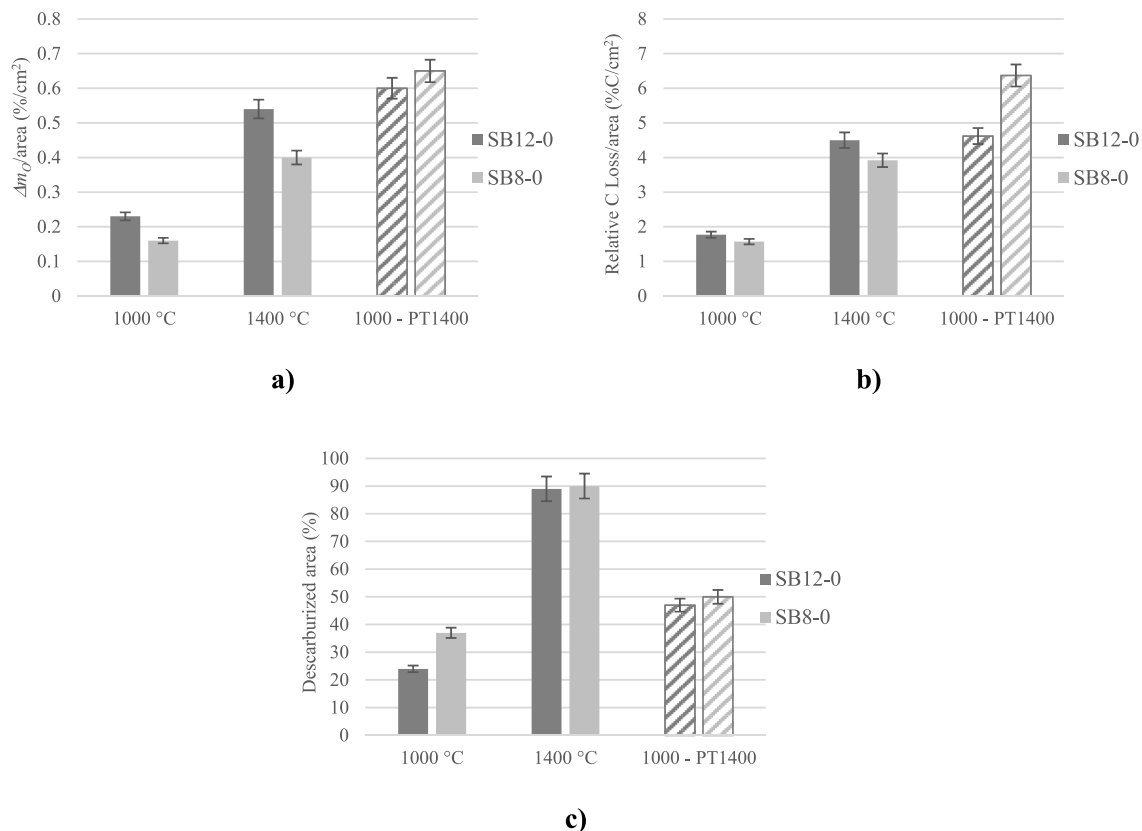 0.8
0.7
0.6
0.5
0.4
0.3
0.2
0.1
0
Δm_O/area (%/cm²)
1000 °C 1400 °C 1000 - PT1400
SB12-0
SB8-0
a)
8
7
6
5
4
3
2
1
0
Relative C Loss/area (%C/cm²)
1000 °C 1400 °C 1000 - PT1400
SB12-0
SB8-0
b)
100
90
80
70
60
50
40
30
20
10
0
Descarburized area (%)
1000 °C 1400 °C 1000 - PT1400
SB12-0
SB8-0
c)